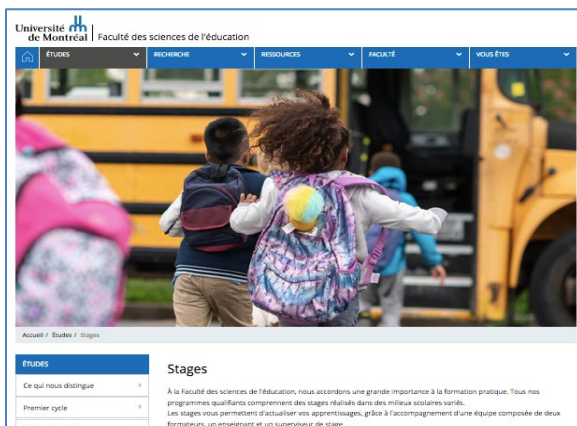 Université
de Montréal
Faculté des sciences de l'éducation
ÉTUDES
RECHERCHE
RESSOURCES
FACULTÉ
VOUS ÊTES
Accueil / Études / Stages
ÉTUDES
Ce qui nous distingue
Premier cycle
Stages
À la Faculté des sciences de l'éducation, nous accordons une grande importance à la formation pratique. Tous nos
programmes qualifiants comprennent des stages réalisés dans des milieux scolaires variés.
Les stages vous permettent d'actualiser vos apprentissages, grâce à l'accompagnement d'une équipe composée de deux
formateurs, un enseignant et un superviseur de stage.